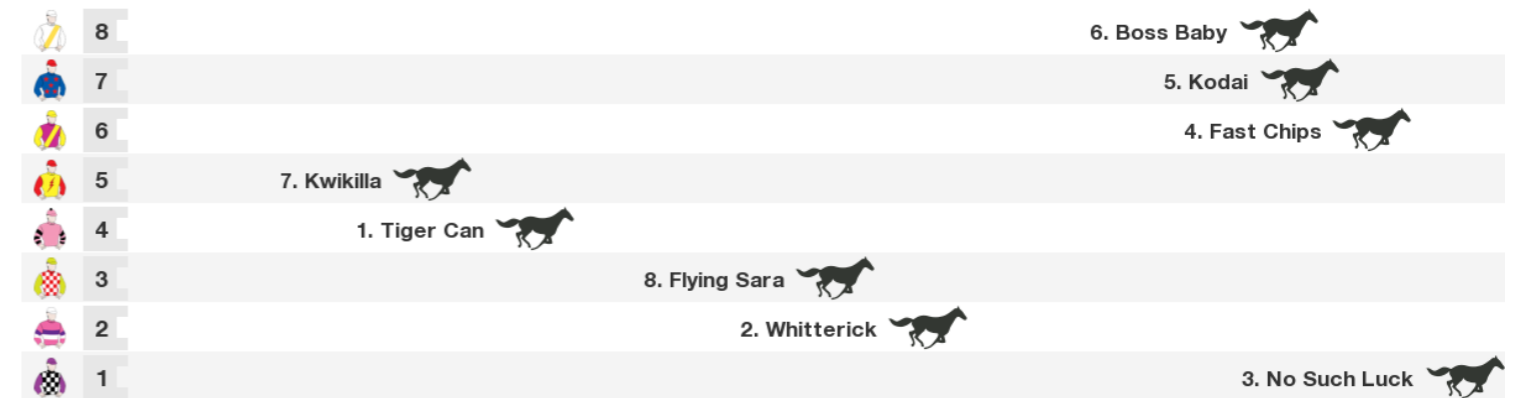 8 6. Boss Baby
7 5. Kodai
6 4. Fast Chips
5 7. Kwikilla
4 1. Tiger Can
3 8. Flying Sara
2 2. Whitterick
1 3. No Such Luck